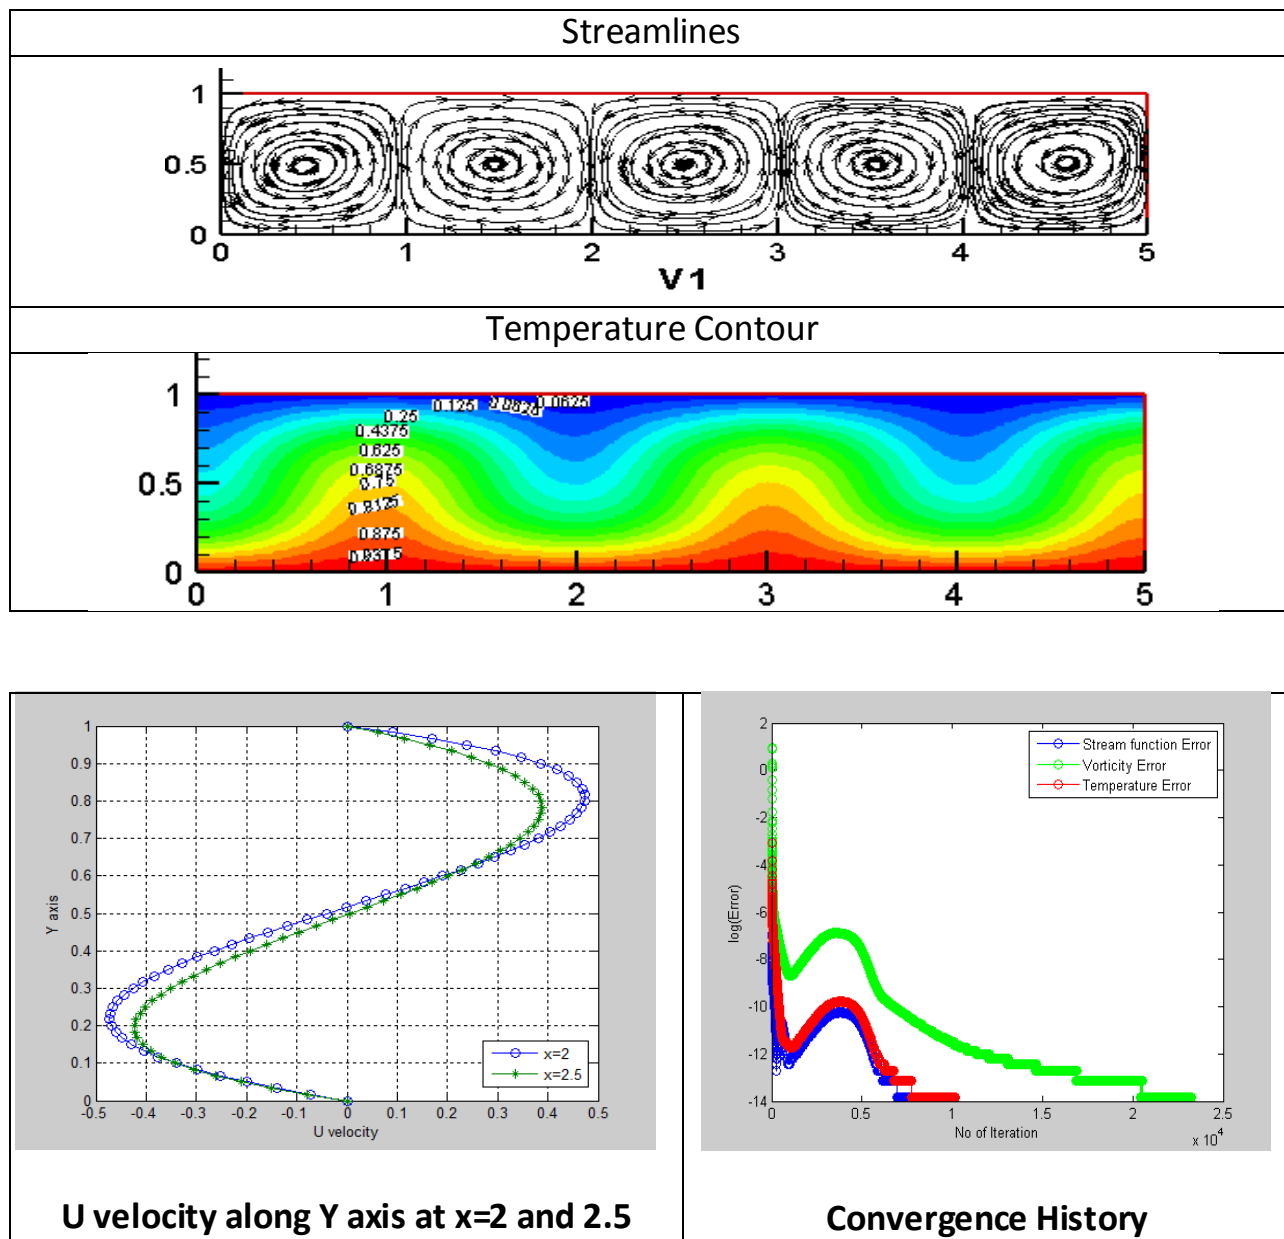 Streamlines
1
0.5
0
0 1 2 3 4 5
V1
Temperature Contour
1
0.5
0
0.25
0.125
0.0625
0.4375
0.625
0.6875
0.75
0.8125
0.875
0 1 2 3 4 5
1
0.9
0.8
0.7
0.6
0.5
0.4
0.3
0.2
0.1
0
Y axis
x=2
x=2.5
-0.5 -0.4 -0.3 -0.2 -0.1 0 0.1 0.2 0.3 0.4 0.5
U velocity
U velocity along Y axis at x=2 and 2.5
2
0
-2
-4
-6
-8
-10
-12
-14
log(Error)
Stream function Error
Vorticity Error
Temperature Error
0 0.5 1 1.5 2 2.5
No of Iteration
x 10^4
Convergence History